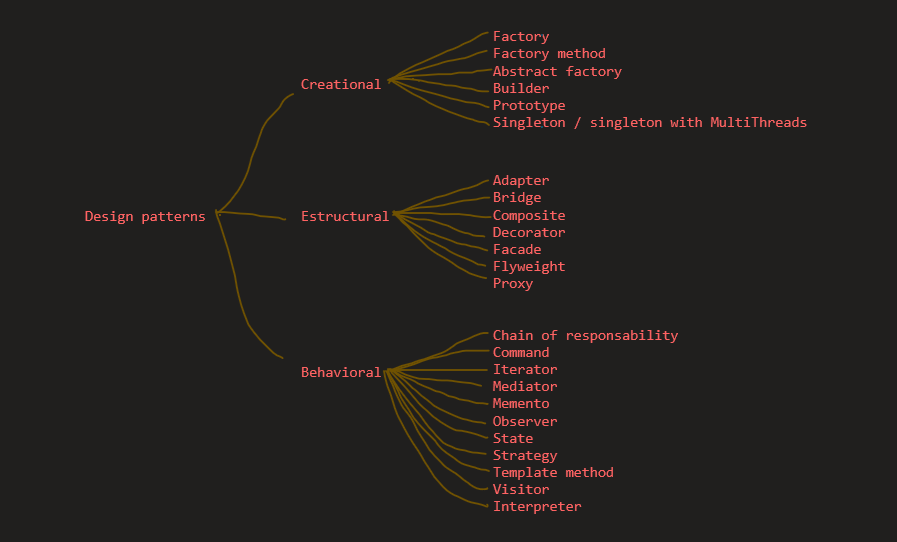 Design patterns
Creational
Factory
Factory method
Abstract factory
Builder
Prototype
Singleton / singleton with MultiThreads
Estructural
Adapter
Bridge
Composite
Decorator
Facade
Flyweight
Proxy
Behavioral
Chain of responsability
Command
Iterator
Mediator
Memento
Observer
State
Strategy
Template method
Visitor
Interpreter